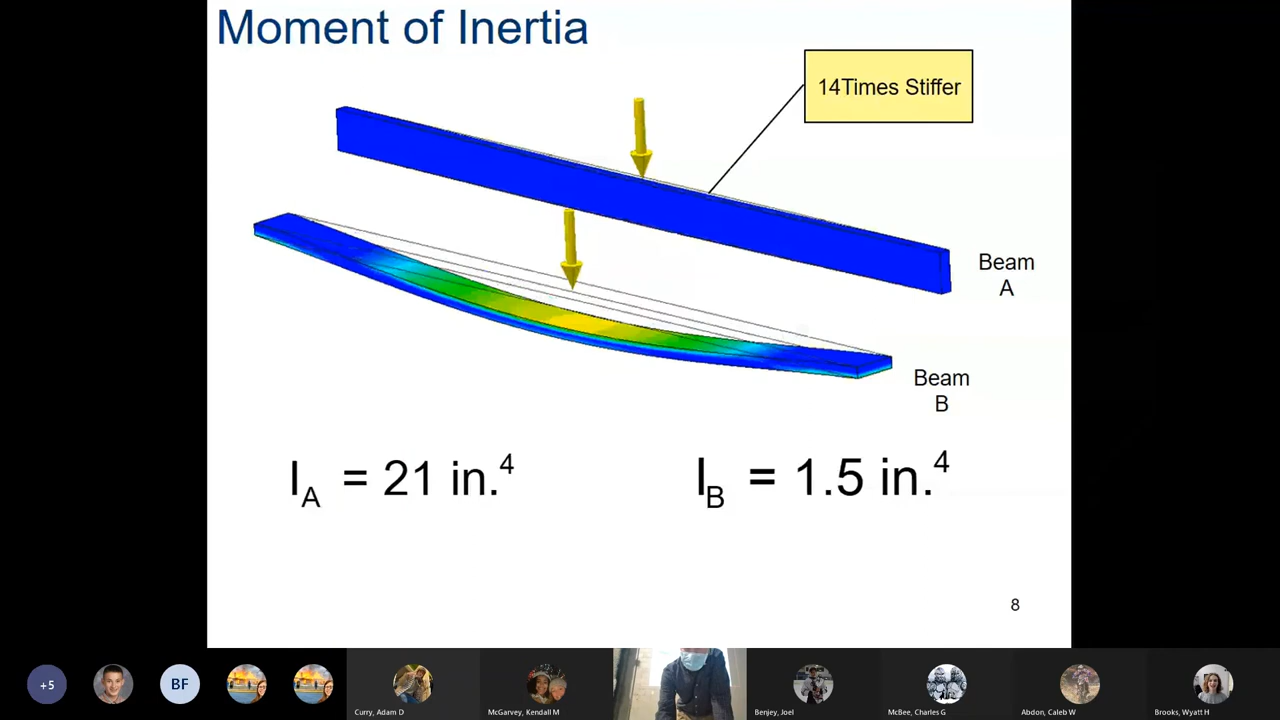 Moment of Inertia
14Times Stiffer
Beam
A
Beam
B
I_A = 21 in.⁴
I_B = 1.5 in.⁴
8
+5
BF
Curry, Adam D
McGarvey, Kendall M
Benjey, Joel
McBee, Charles G
Abdon, Caleb W
Brooks, Wyatt H